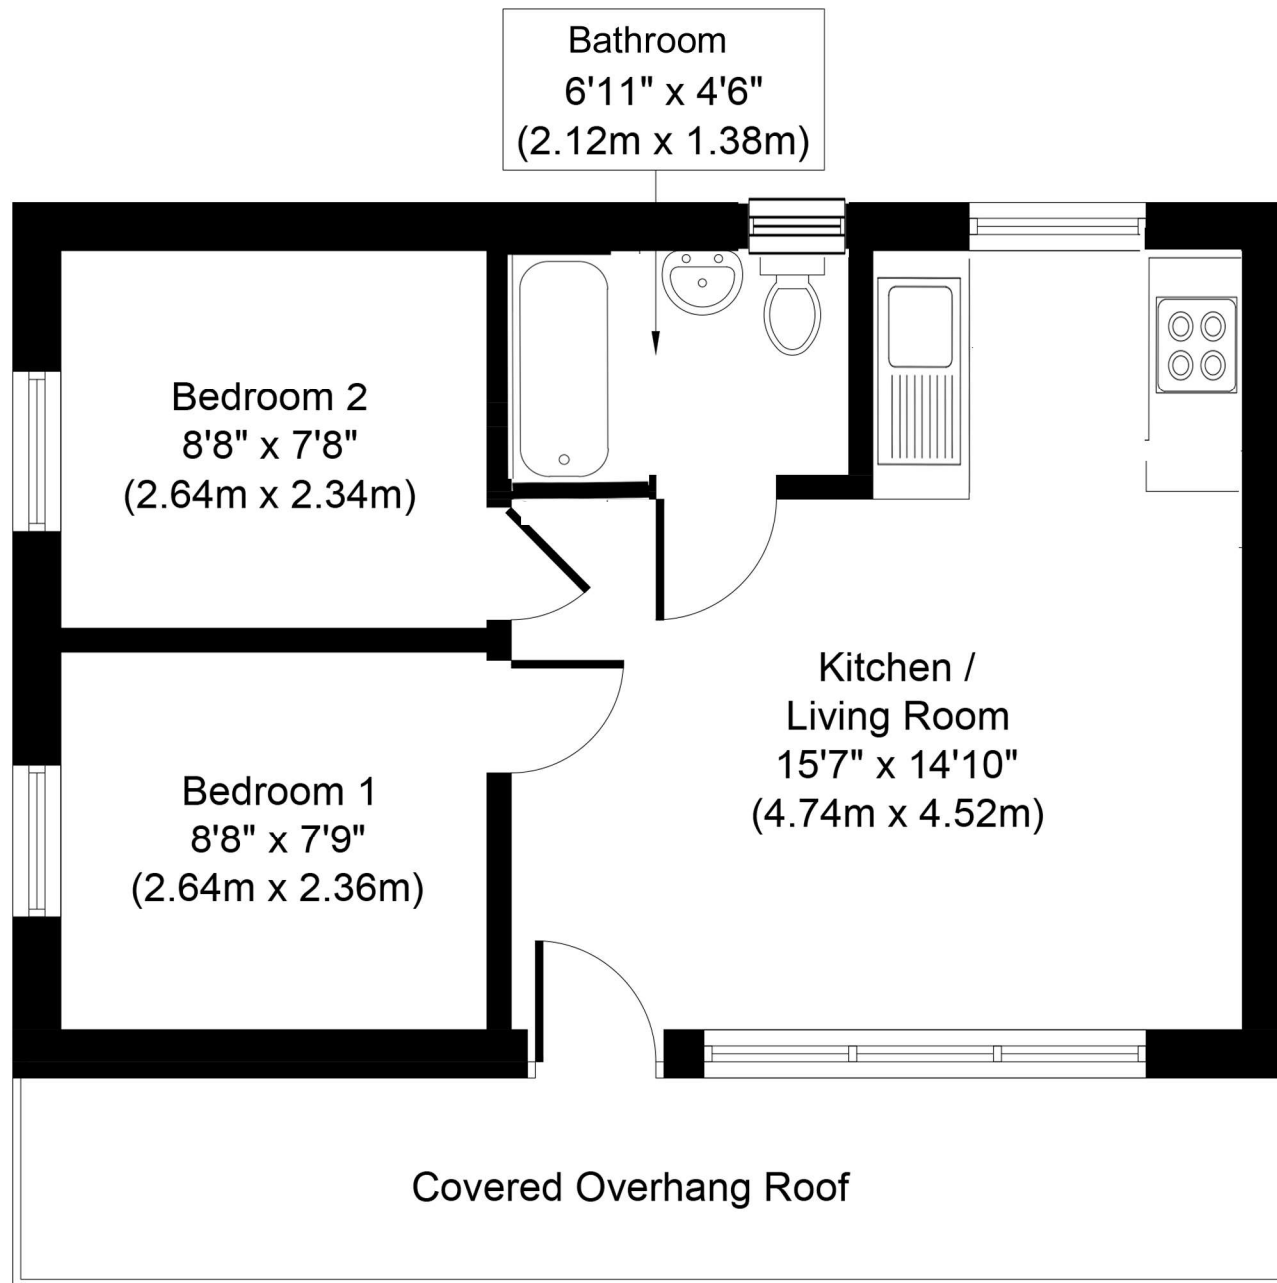 Bathroom
6'11" x 4'6"
(2.12m x 1.38m)
Bedroom 2
8'8" x 7'8"
(2.64m x 2.34m)
Kitchen /
Living Room
15'7" x 14'10"
(4.74m x 4.52m)
Bedroom 1
8'8" x 7'9"
(2.64m x 2.36m)
Covered Overhang Roof